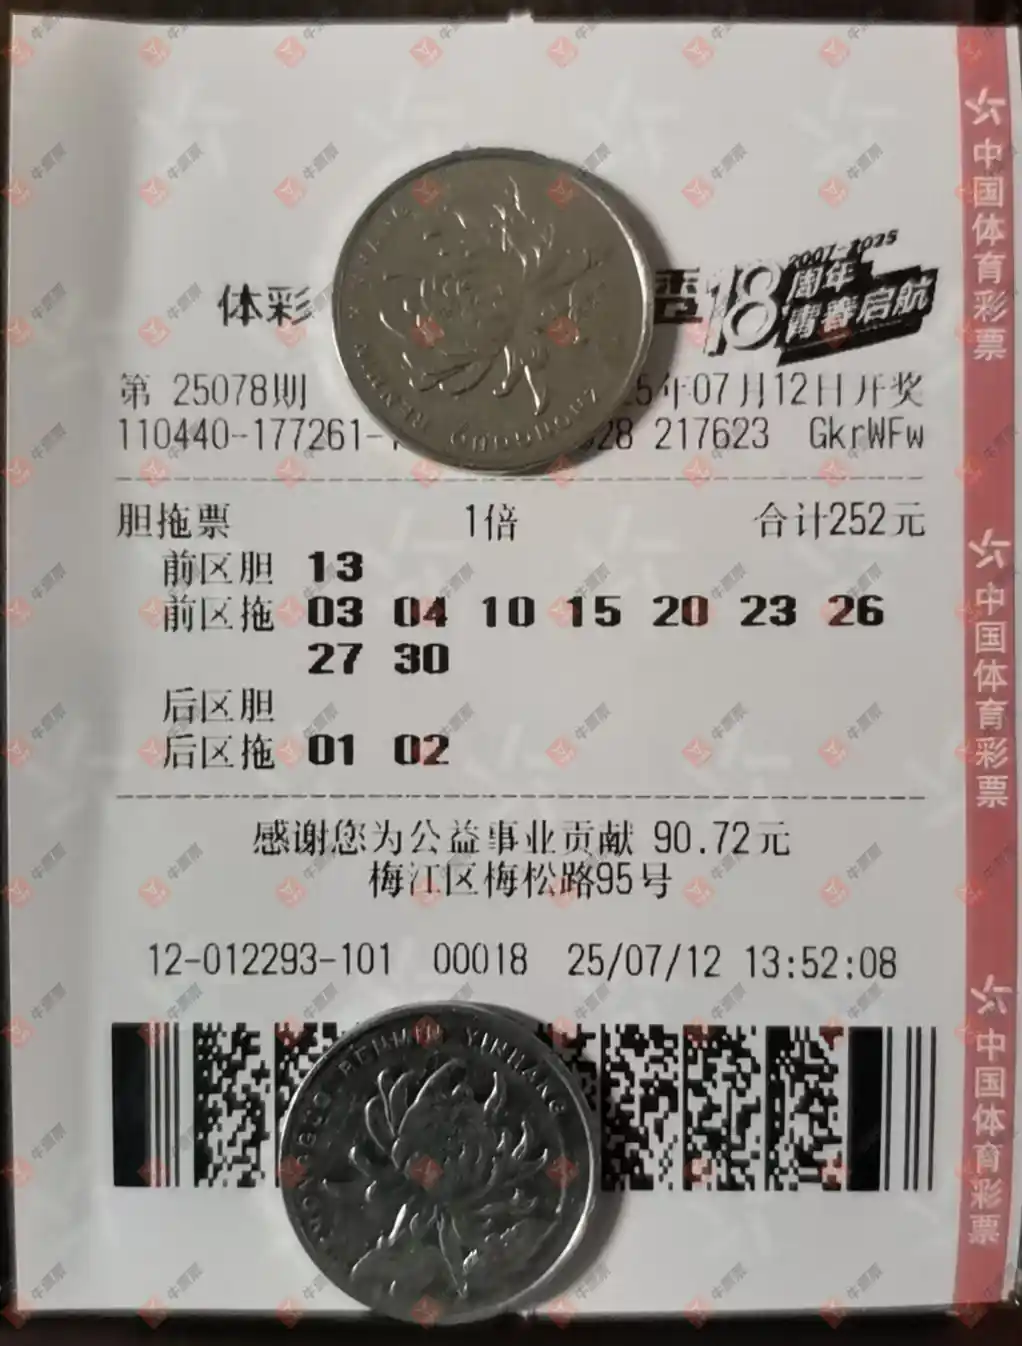 体彩
2007-2025
18周年
青春启航
第 25078期 5年07月12日开奖
110440-177261- 28 217623 GkrWFw
胆拖票 1倍 合计252元
前区胆 13
前区拖 03 04 10 15 20 23 26
27 30
后区胆
后区拖 01 02
感谢您为公益事业贡献 90.72元
梅江区梅松路95号
12-012293-101 00018 25/07/12 13:52:08
RENMIN YINHANG
中国体育彩票
中国体育彩票
中国体育彩票